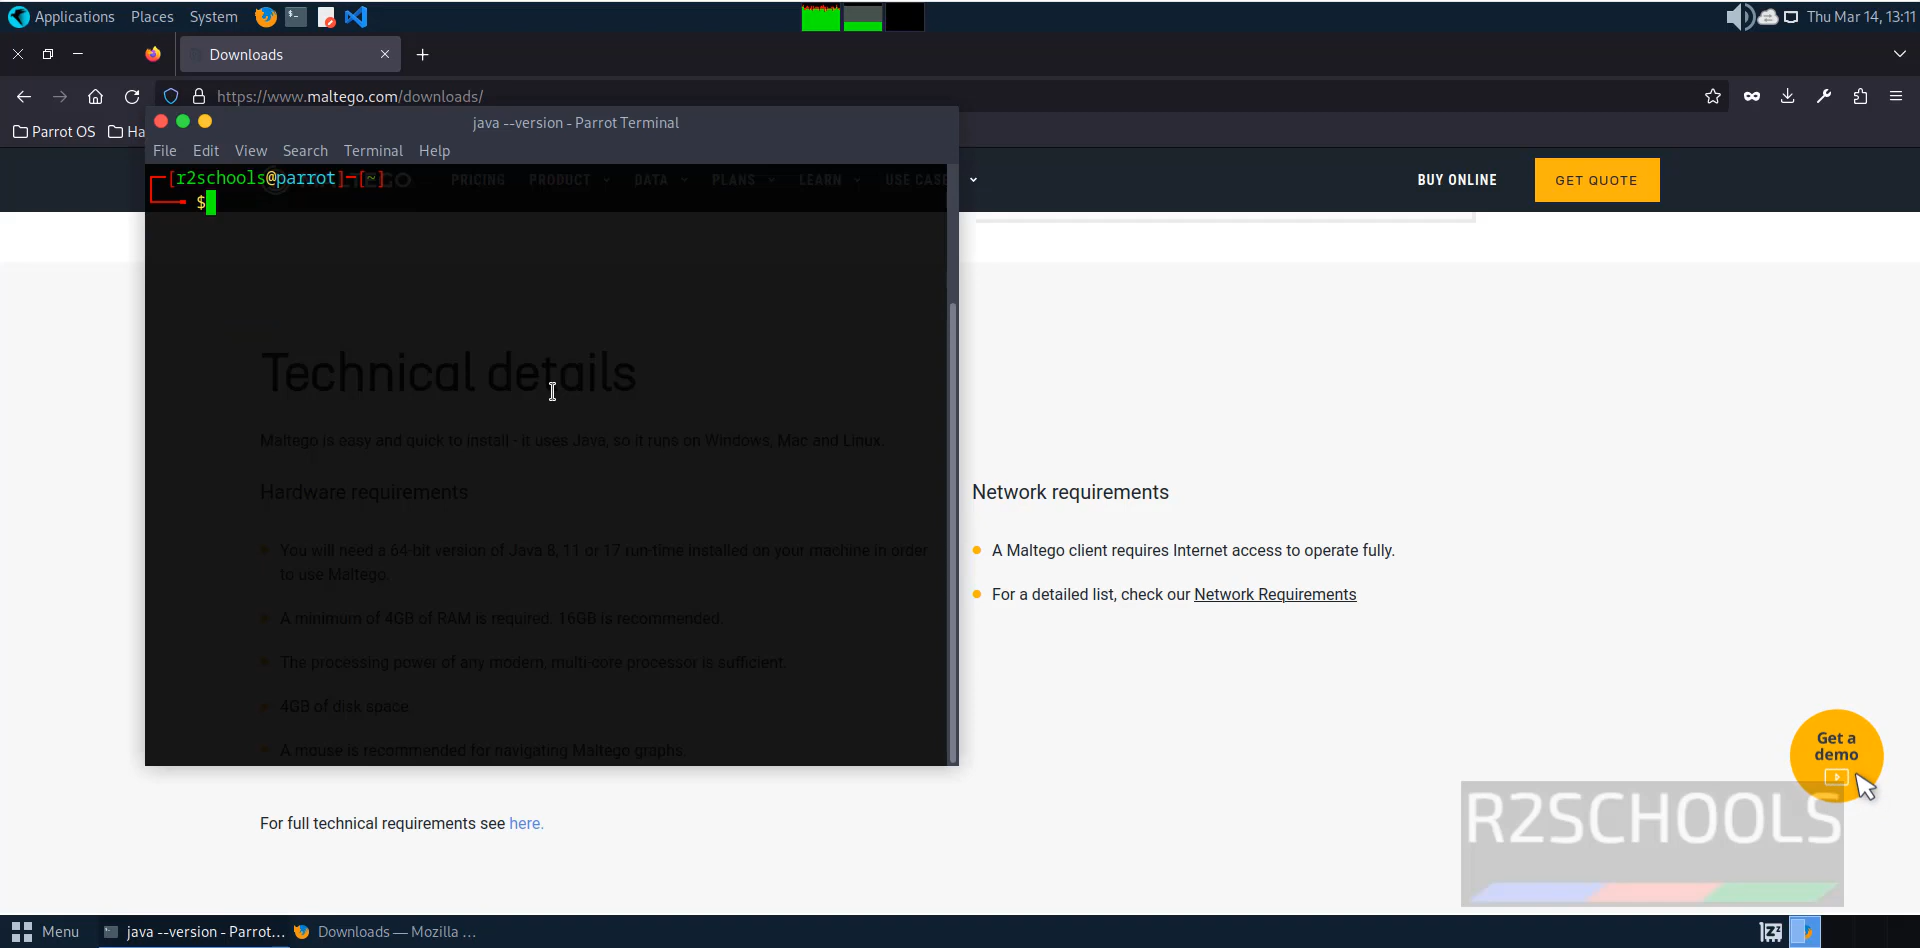 Applications Places System
Thu Mar 14, 13:11
Downloads
https://www.maltego.com/downloads/
Parrot OS
Ha
java --version - Parrot Terminal
File Edit View Search Terminal Help
[r2schools@parrot]-[~]
$
PRICING PRODUCT DATA PLANS LEARN USE CASE
BUY ONLINE
GET QUOTE
Technical details
Maltego is easy and quick to install - it uses Java, so it runs on Windows, Mac and Linux.
Hardware requirements
You will need a 64-bit version of Java 8, 11 or 17 run-time installed on your machine in order
to use Maltego.
A minimum of 4GB of RAM is required. 16GB is recommended.
The processing power of any modern, multi-core processor is sufficient.
4GB of disk space.
A mouse is recommended for navigating Maltego graphs.
Network requirements
A Maltego client requires Internet access to operate fully.
For a detailed list, check our Network Requirements
For full technical requirements see here.
Get a
demo
R2SCHOOLS
Menu
java --version - Parrot...
Downloads — Mozilla ...